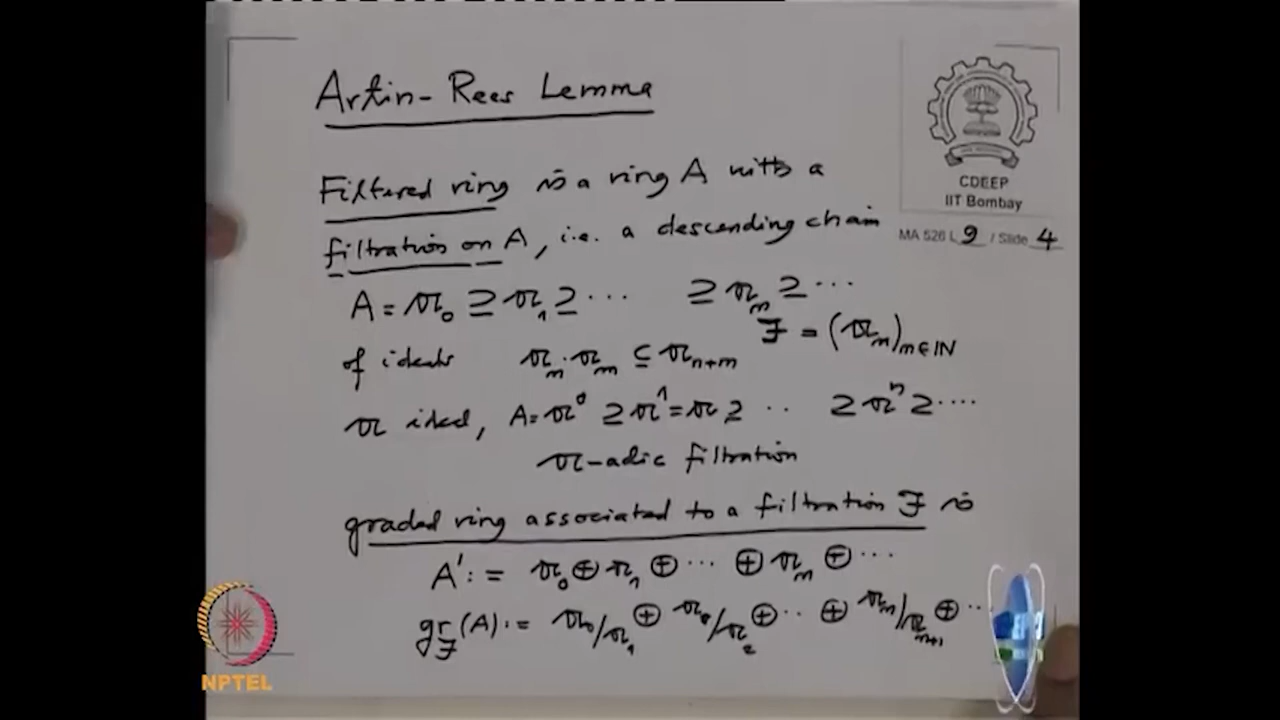 Artin-Rees Lemma
CDEEP
IIT Bombay
MA 526 L 9 / Slide 4
Filtered ring is a ring A with a
filtration on A, i.e. a descending chain
A = 𝔞₀ ⊇ 𝔞₁ ⊇ ··· ⊇ 𝔞ₘ ⊇ ···
𝓕 = (𝔞ₘ)ₘ∈ℕ
of ideals 𝔞ₘ·𝔞ₘ ⊆ 𝔞ₙ₊ₘ
𝔞 ideal, A = 𝔞⁰ ⊇ 𝔞¹ = 𝔞 ⊇ ·· ⊇ 𝔞ⁿ ⊇ ····
𝔞-adic filtration
graded ring associated to a filtration 𝓕 is
A' := 𝔞₀ ⊕ 𝔞₁ ⊕ ··· ⊕ 𝔞ₘ ⊕ ···
gr_𝓕(A) := 𝔞₀/𝔞₁ ⊕ 𝔞₁/𝔞₂ ⊕ ·· ⊕ 𝔞ₘ/𝔞ₘ₊₁ ⊕ ··
NPTEL